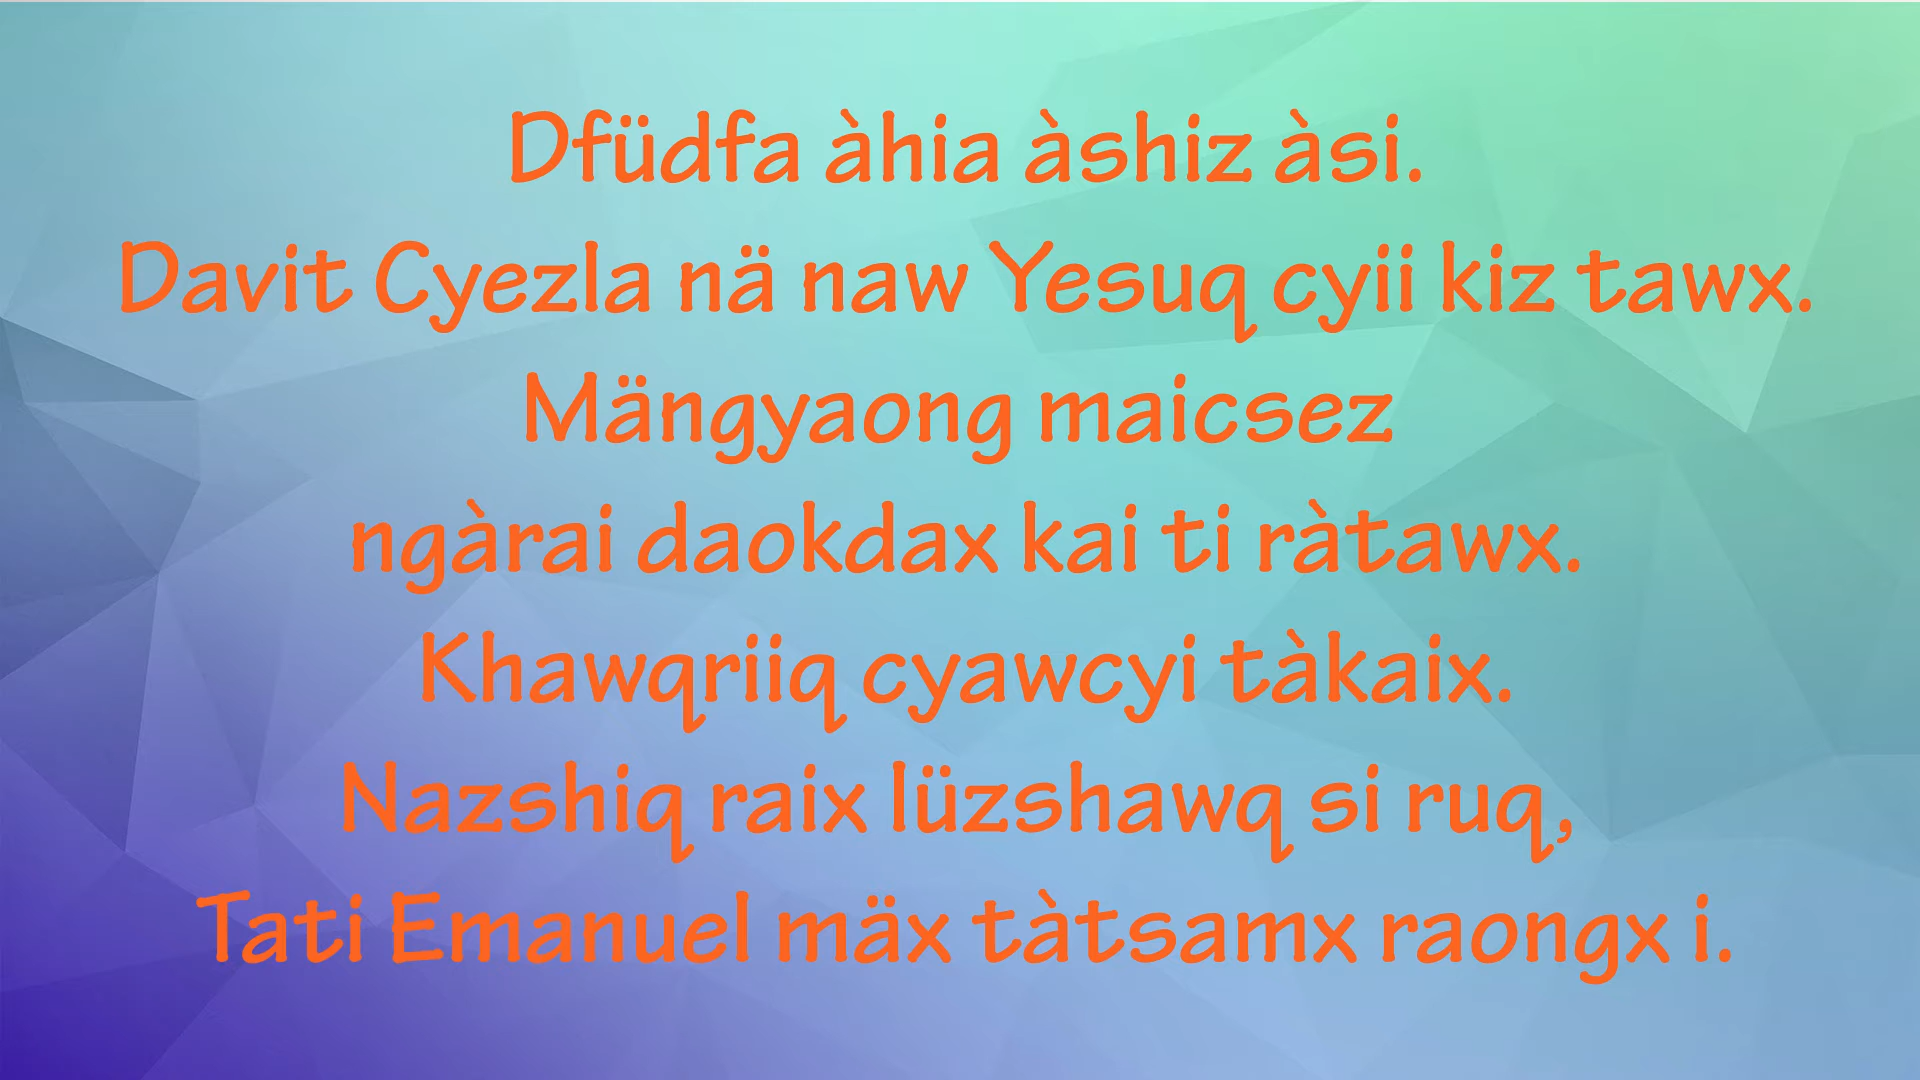 Dfüdfa àhia àshiz àsi.
Davit Cyezla nä naw Yesuq cyii kiz tawx.
Mängyaong maicsez
ngàrai daokdax kai ti ràtawx.
Khawqriiq cyawcyi tàkaix.
Nazshiq raix lüzshawq si ruq,
Tati Emanuel mäx tàtsamx raongx i.